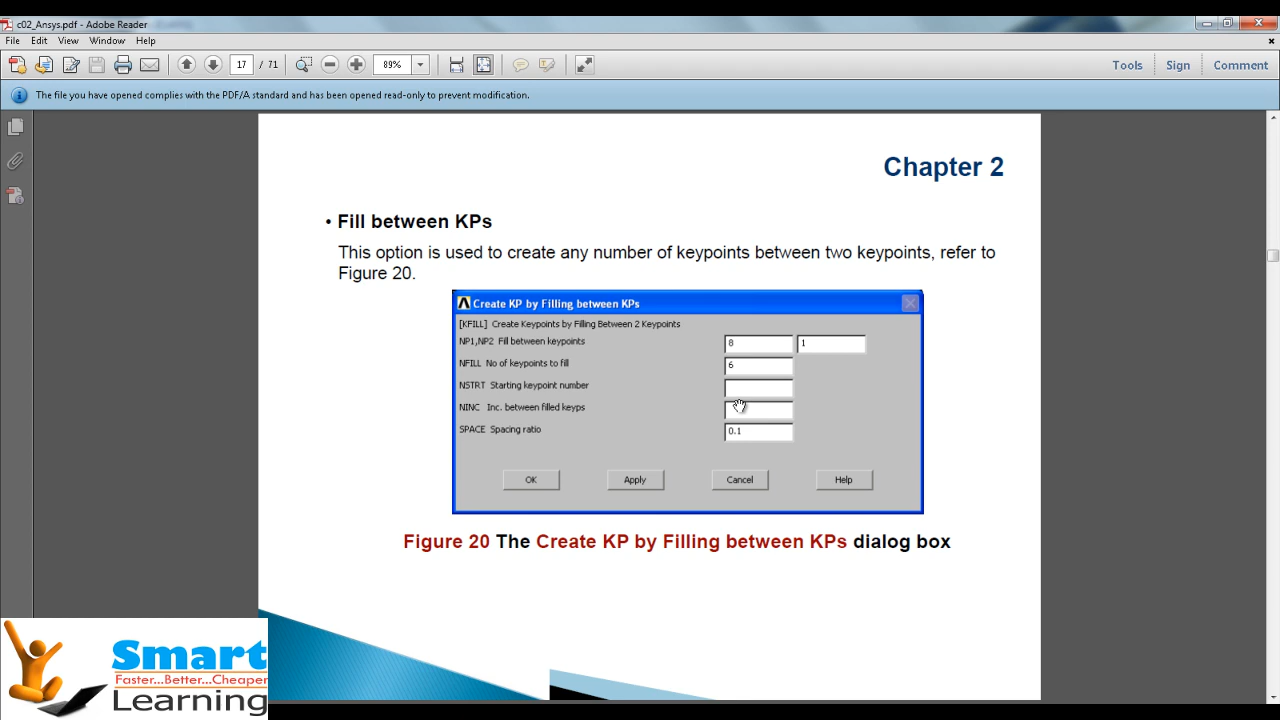 c02_Ansys.pdf - Adobe Reader
File Edit View Window Help
17 / 71 89% Tools Sign Comment
The file you have opened complies with the PDF/A standard and has been opened read-only to prevent modification.
Chapter 2
• Fill between KPs
This option is used to create any number of keypoints between two keypoints, refer to
Figure 20.
Create KP by Filling between KPs
[KFILL] Create Keypoints by Filling Between 2 Keypoints
NP1,NP2 Fill between keypoints 8 1
NFILL No of keypoints to fill 6
NSTRT Starting keypoint number
NINC Inc. between filled keyps
SPACE Spacing ratio 0.1
OK Apply Cancel Help
Figure 20 The Create KP by Filling between KPs dialog box
Smart
Faster...Better...Cheaper
Learning